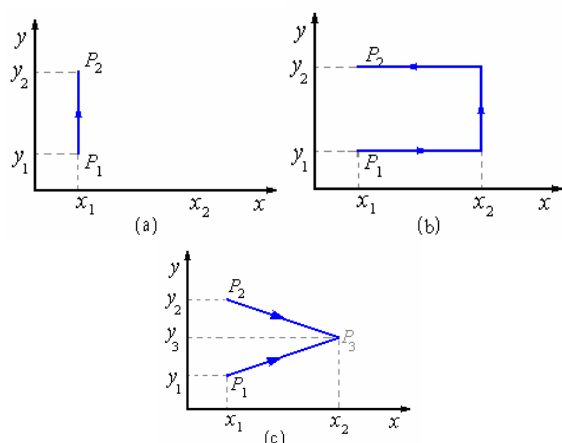 y
y₂
P₂
y₁
P₁
x₁
x₂
x
(a)
y
P₂
y₂
y₁
P₁
x₁
x₂
x
(b)
y
P₂
y₂
y₃
P₃
y₁
P₁
x₁
x₂
x
(c)